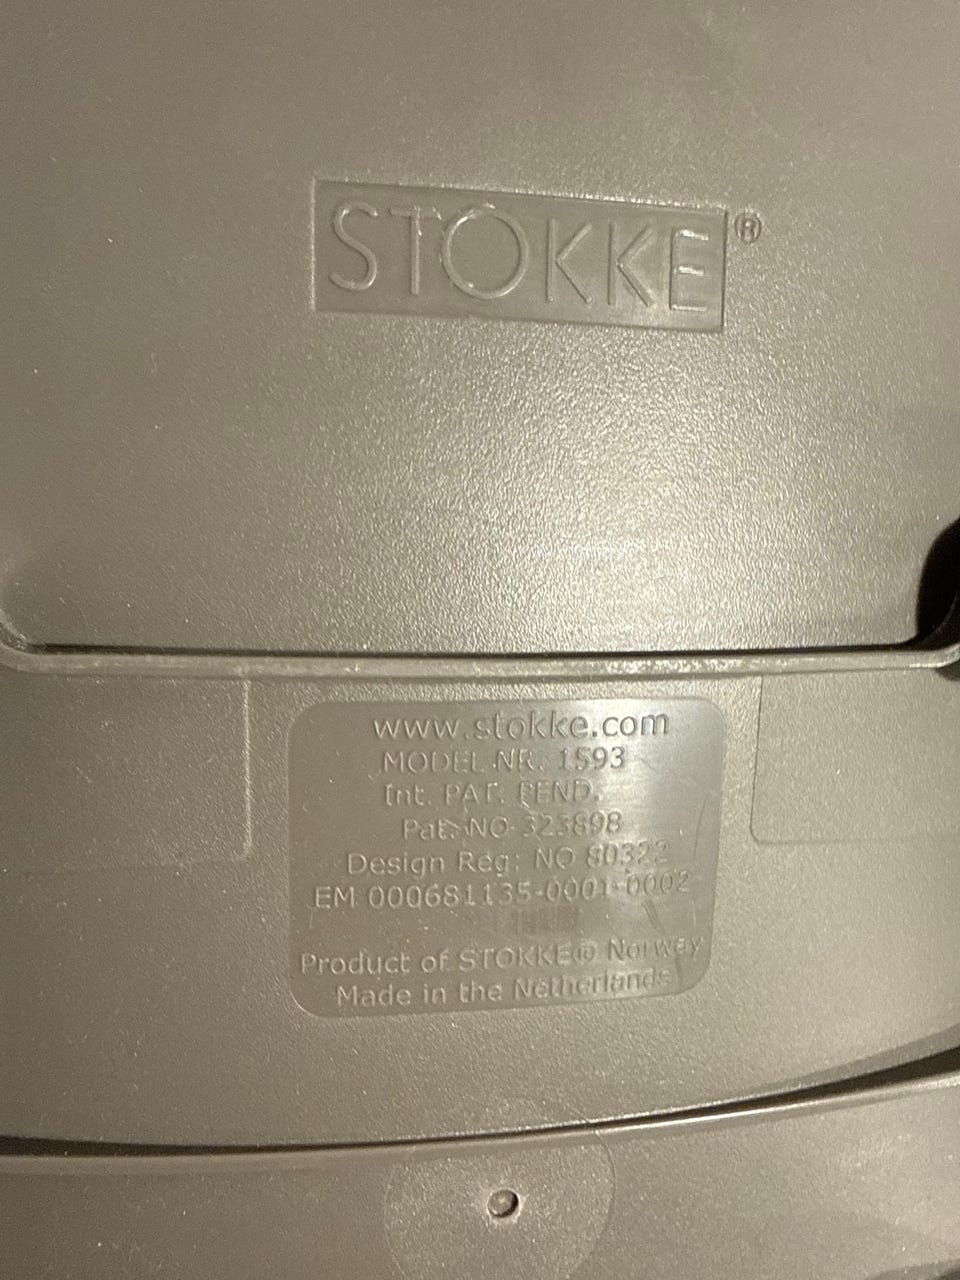 STOKKE®
www.stokke.com
MODEL NR. 1593
Int. PAT. PEND.
Pat. NO 323898
Design Reg: NO 80322
EM 000681135-0001-0002
Product of STOKKE® Norway
Made in the Netherlands